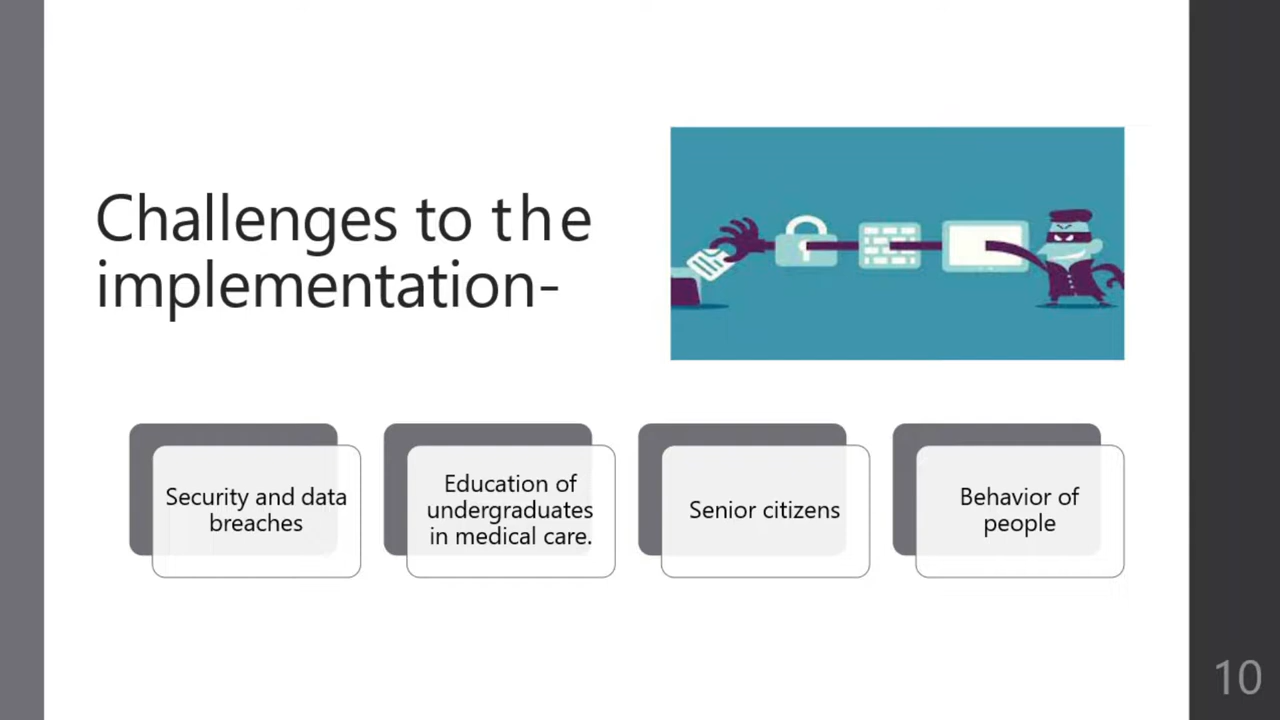 Challenges to the
implementation-
Security and data
breaches
Education of
undergraduates
in medical care.
Senior citizens
Behavior of
people
10